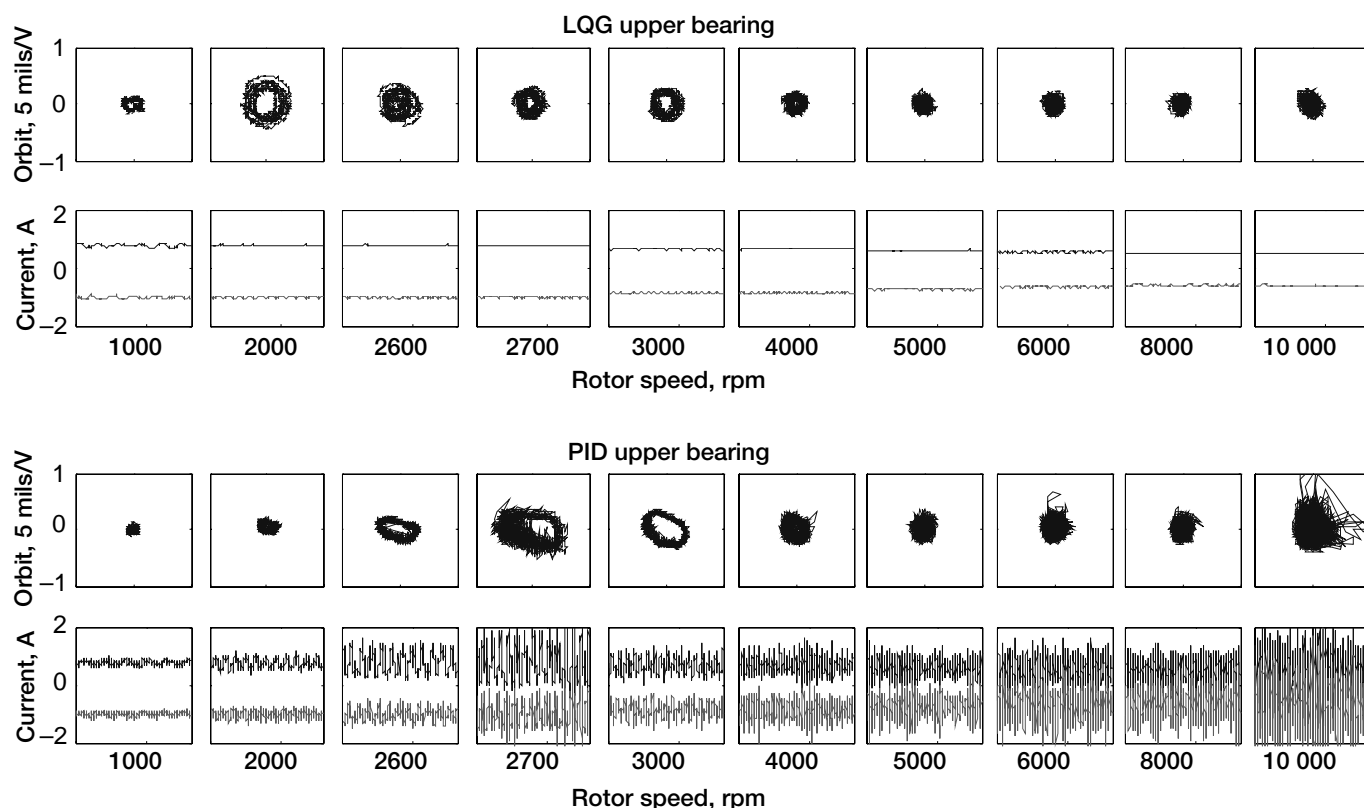 LQG upper bearing
Orbit, 5 mils/V
1
0
−1
Current, A
2
0
−2
1000 2000 2600 2700 3000 4000 5000 6000 8000 10 000
Rotor speed, rpm
PID upper bearing
Orbit, 5 mils/V
1
0
−1
Current, A
2
0
−2
1000 2000 2600 2700 3000 4000 5000 6000 8000 10 000
Rotor speed, rpm